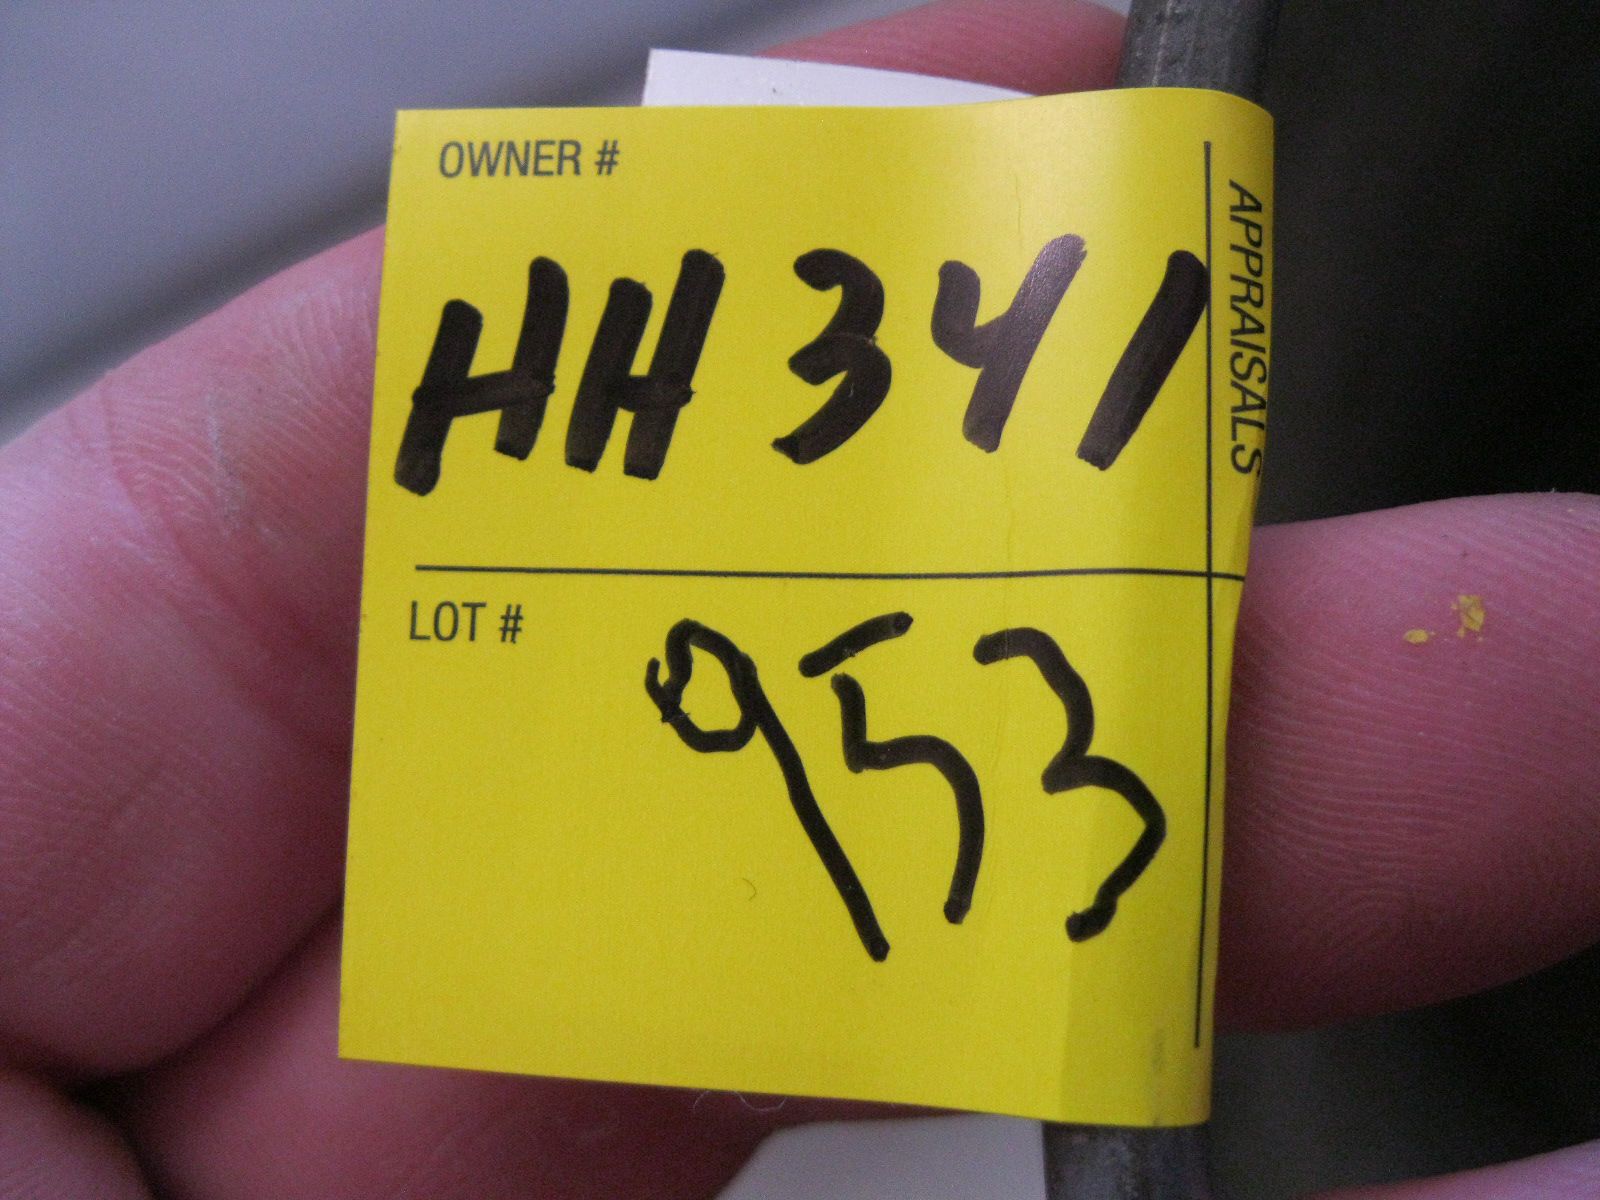 OWNER #
HH 341
LOT #
953
APPRAISALS